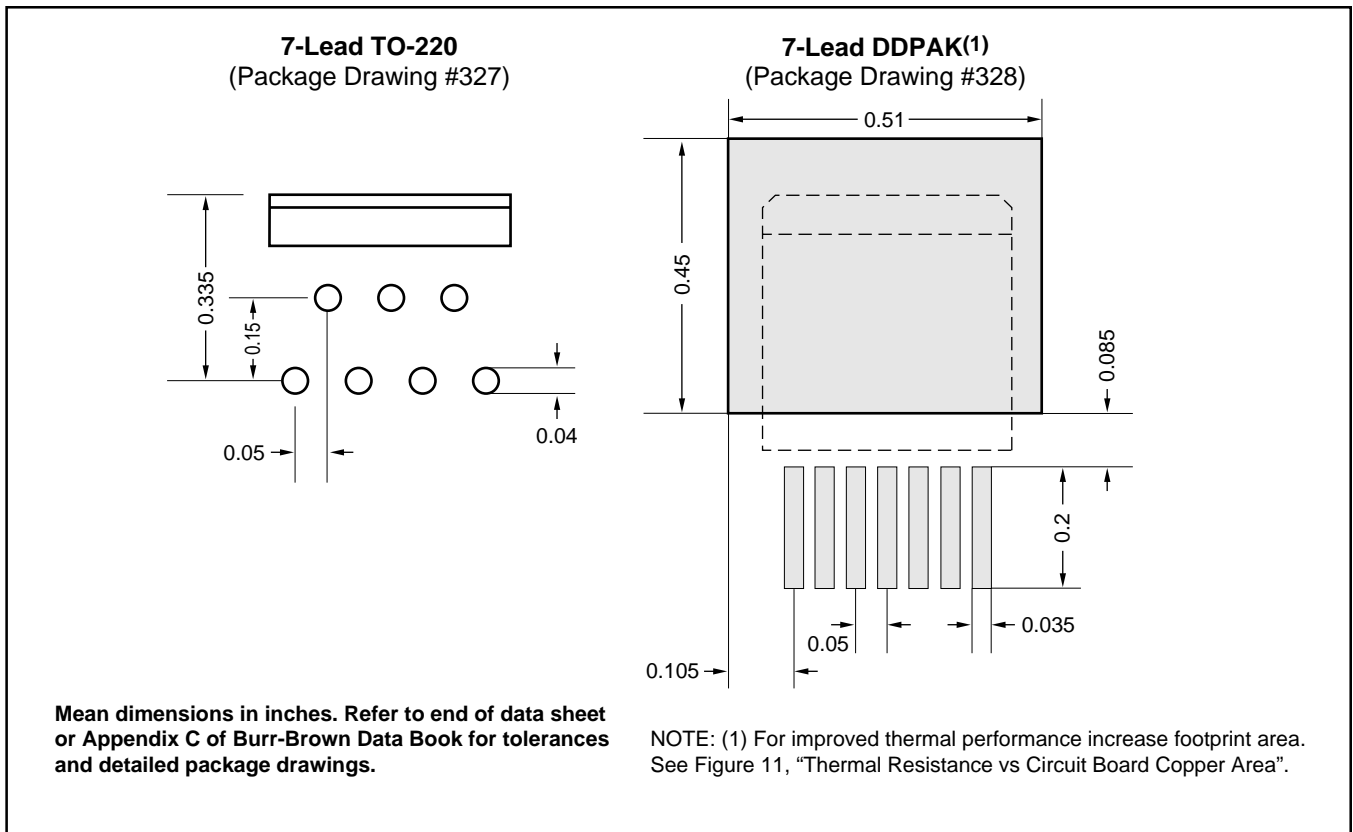 7-Lead TO-220
(Package Drawing #327)
0.335
0.15
0.05
0.04
Mean dimensions in inches. Refer to end of data sheet
or Appendix C of Burr-Brown Data Book for tolerances
and detailed package drawings.
7-Lead DDPAK(1)
(Package Drawing #328)
0.51
0.45
0.085
0.2
0.05
0.035
0.105
NOTE: (1) For improved thermal performance increase footprint area.
See Figure 11, “Thermal Resistance vs Circuit Board Copper Area”.